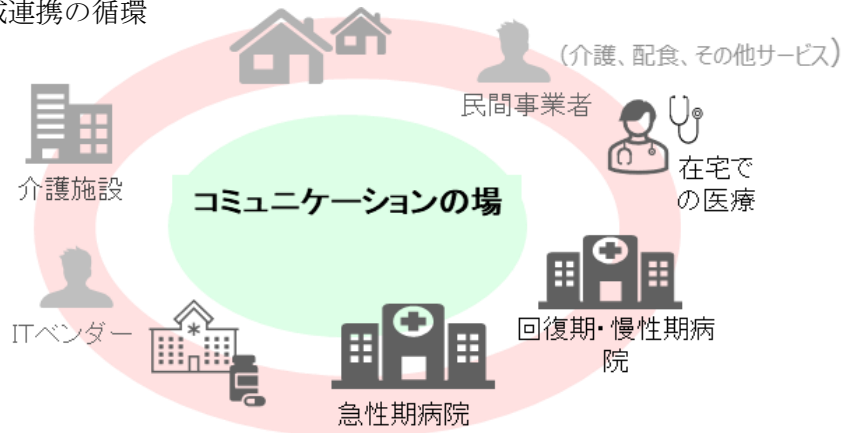 連携の循環
(介護、配食、その他サービス)
民間事業者
在宅で
の医療
介護施設
コミュニケーションの場
ITベンダー
回復期・慢性期病
院
急性期病院